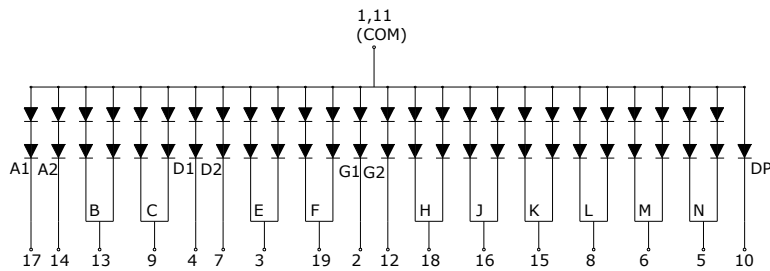 1,11
(COM)
A1 A2 D1 D2 G1 G2 DP
B C E F H J K L M N
17 14 13 9 4 7 3 19 2 12 18 16 15 8 6 5 10